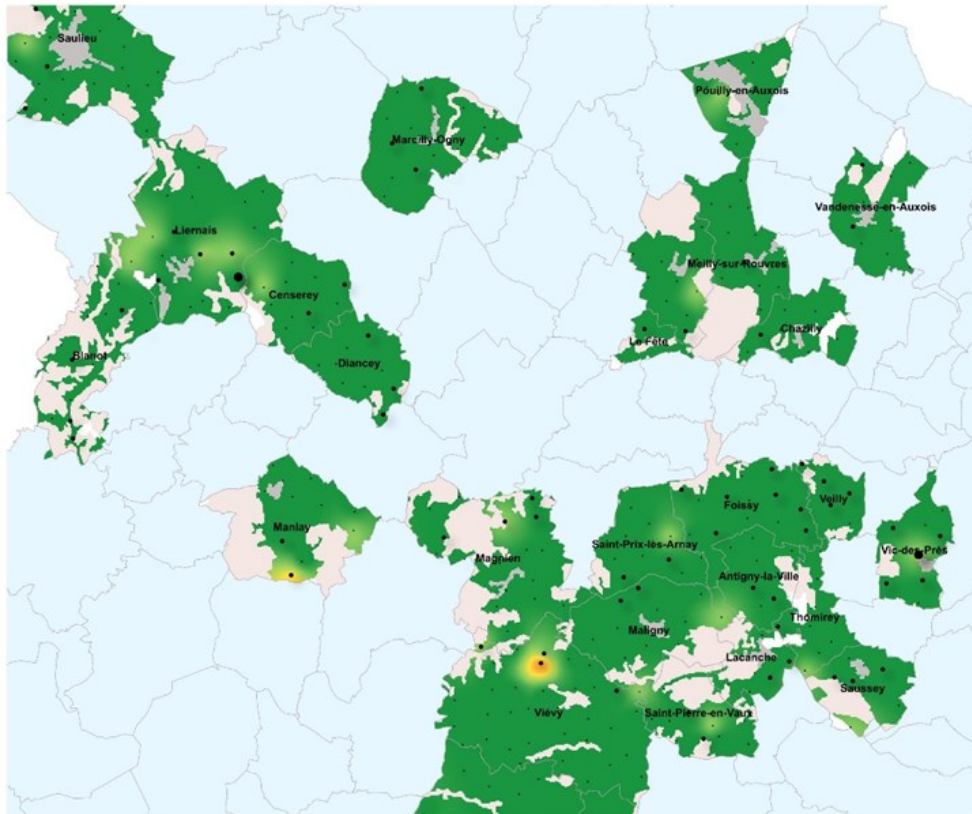 Saulieu
Pouilly-en-Auxois
Marcilly-Ogny
Vandenesse-en-Auxois
Liernais
Meilly-sur-Rouvres
Censerey
Chazilly
Le Fête
Blanot
Diancey
Foissy
Veilly
Manlay
Saint-Prix-lès-Arnay
Vic-des-Prés
Magnien
Antigny-la-Ville
Thomirey
Maligny
Lacanche
Saussey
Viévy
Saint-Pierre-en-Vaux